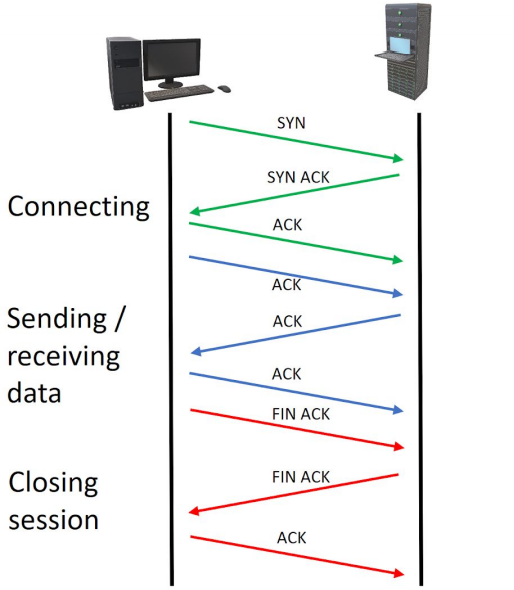 SYN
SYN ACK
Connecting
ACK
ACK
Sending /
receiving
data
ACK
ACK
FIN ACK
Closing
session
FIN ACK
ACK